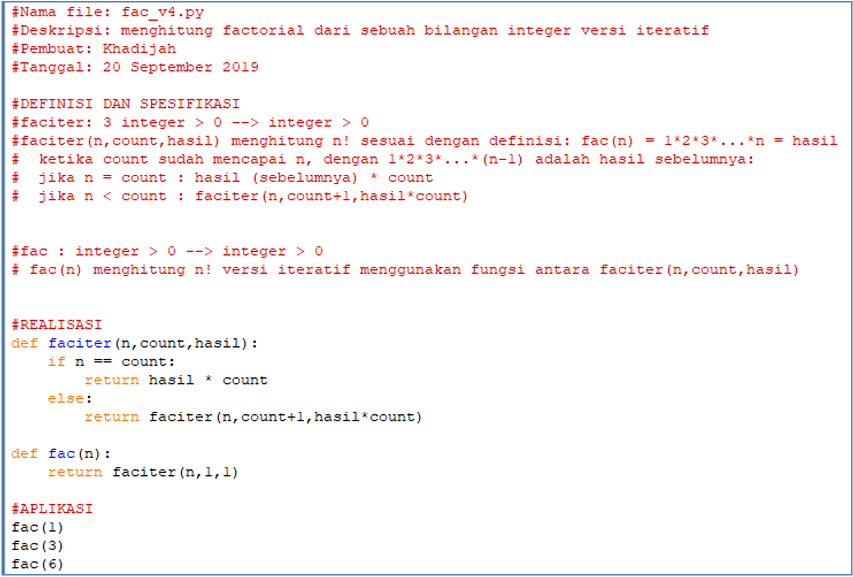 #Nama file: fac_v4.py
#Deskripsi: menghitung factorial dari sebuah bilangan integer versi iteratif
#Pembuat: Khadijah
#Tanggal: 20 September 2019
#DEFINISI DAN SPESIFIKASI
#faciter: 3 integer > 0 --> integer > 0
#faciter(n,count,hasil) menghitung n! sesuai dengan definisi: fac(n) = 1*2*3*...*n = hasil
#  ketika count sudah mencapai n, dengan 1*2*3*...*(n-1) adalah hasil sebelumnya:
#  jika n = count : hasil (sebelumnya) * count
#  jika n < count : faciter(n,count+1,hasil*count)
#fac : integer > 0 --> integer > 0
# fac(n) menghitung n! versi iteratif menggunakan fungsi antara faciter(n,count,hasil)
#REALISASI
def faciter(n,count,hasil):
    if n == count:
        return hasil * count
    else:
        return faciter(n,count+1,hasil*count)
def fac(n):
    return faciter(n,1,1)
#APLIKASI
fac(1)
fac(3)
fac(6)